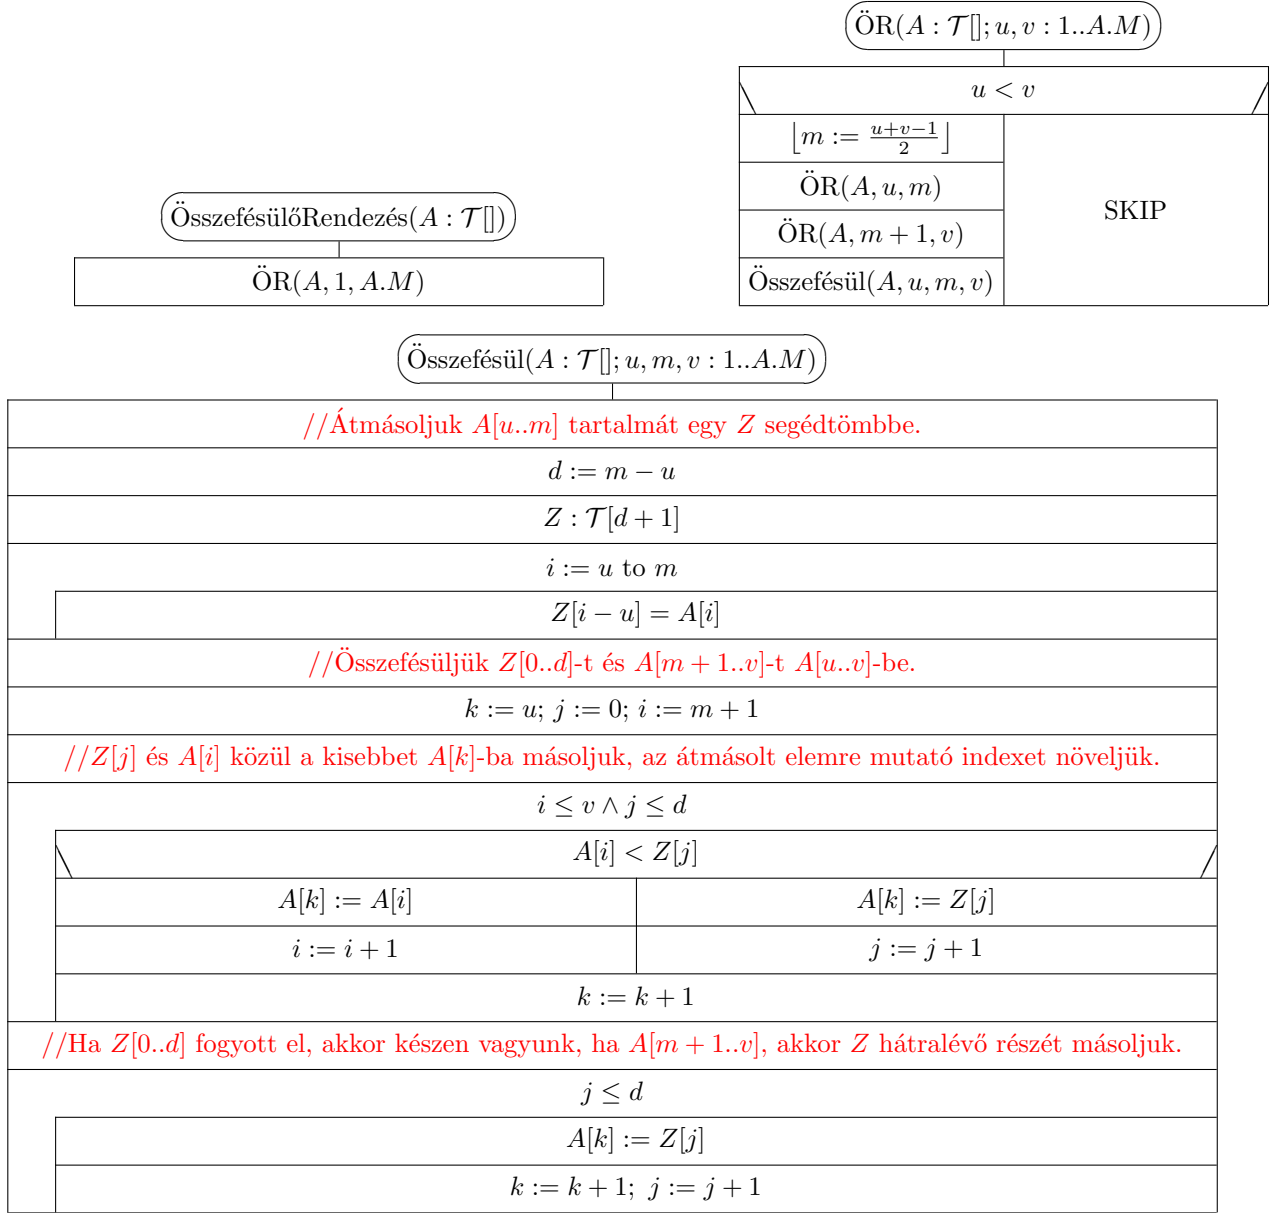 ÖR(A : 𝒯[]; u, v : 1..A.M)
u < v
⌊m := \frac{u+v−1}{2}⌋
ÖR(A, u, m)
ÖR(A, m + 1, v)
Összefésül(A, u, m, v)
SKIP
ÖsszefésülőRendezés(A : 𝒯[])
ÖR(A, 1, A.M)
Összefésül(A : 𝒯[]; u, m, v : 1..A.M)
//Átmásoljuk A[u..m] tartalmát egy Z segédtömbbe.
d := m − u
Z : 𝒯[d + 1]
i := u to m
Z[i − u] = A[i]
//Összefésüljük Z[0..d]-t és A[m + 1..v]-t A[u..v]-be.
k := u; j := 0; i := m + 1
//Z[j] és A[i] közül a kisebbet A[k]-ba másoljuk, az átmásolt elemre mutató indexet növeljük.
i ≤ v ∧ j ≤ d
A[i] < Z[j]
A[k] := A[i]
A[k] := Z[j]
i := i + 1
j := j + 1
k := k + 1
//Ha Z[0..d] fogyott el, akkor készen vagyunk, ha A[m + 1..v], akkor Z hátralévő részét másoljuk.
j ≤ d
A[k] := Z[j]
k := k + 1; j := j + 1